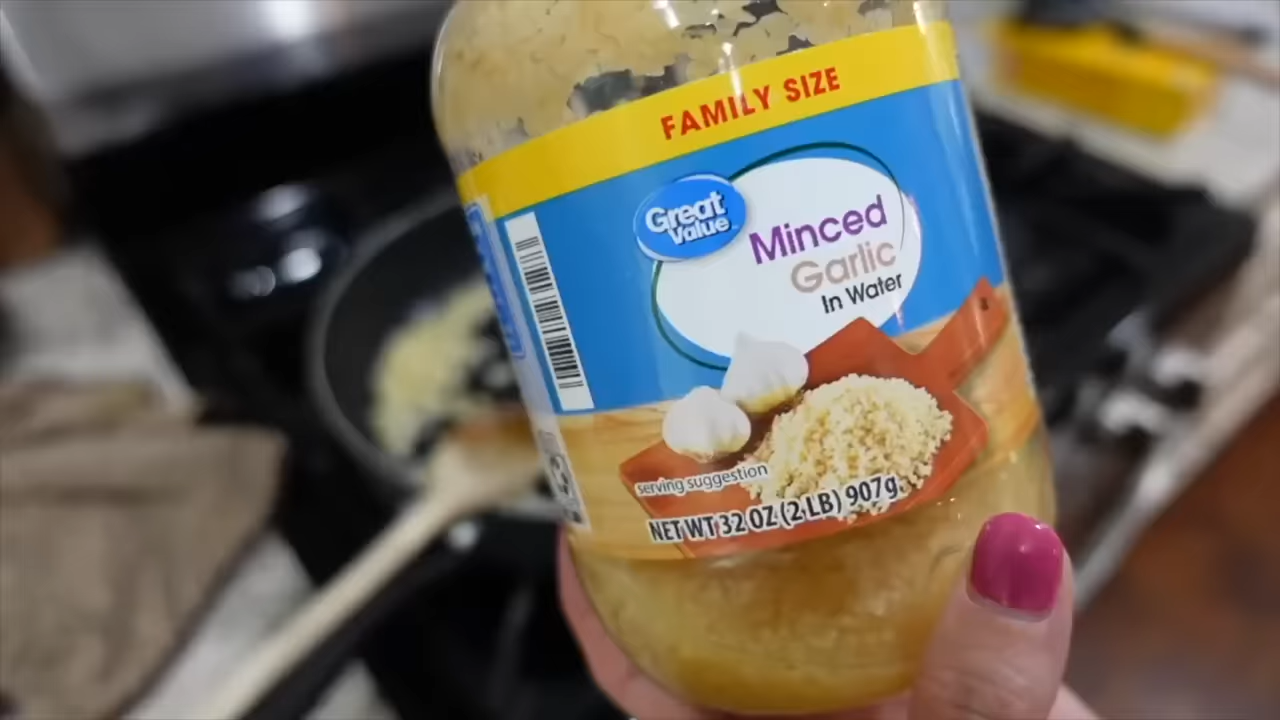 FAMILY SIZE
Great
Value
Minced
Garlic
In Water
serving suggestion
NET WT 32 OZ (2 LB) 907g